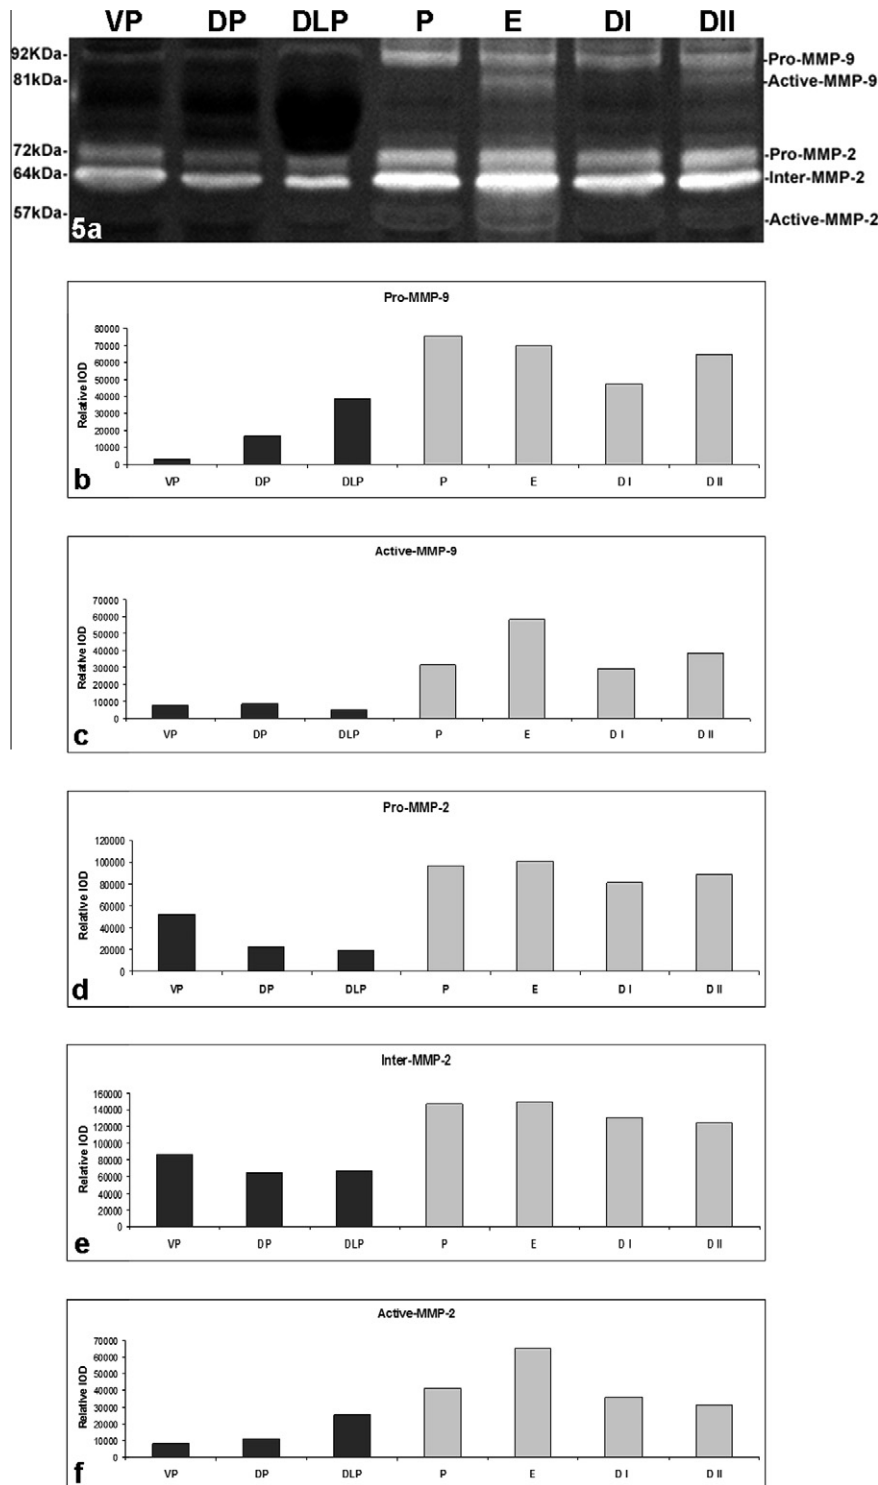 VP DP DLP P E DI DII
92KDa- -Pro-MMP-9
81kDa- -Active-MMP-9
72kDa- -Pro-MMP-2
64kDa- -Inter-MMP-2
57kDa- -Active-MMP-2
5a
Pro-MMP-9
Relative IOD
80000
70000
60000
50000
40000
30000
20000
10000
0
VP DP DLP P E D I D II
b
Active-MMP-9
Relative IOD
70000
60000
50000
40000
30000
20000
10000
0
VP DP DLP P E D I D II
c
Pro-MMP-2
Relative IOD
120000
100000
80000
60000
40000
20000
0
VP DP DLP P E D I D II
d
Inter-MMP-2
Relative IOD
160000
140000
120000
100000
80000
60000
40000
20000
0
VP DP DLP P E D I D II
e
Active-MMP-2
Relative IOD
70000
60000
50000
40000
30000
20000
10000
0
VP DP DLP P E D I D II
f